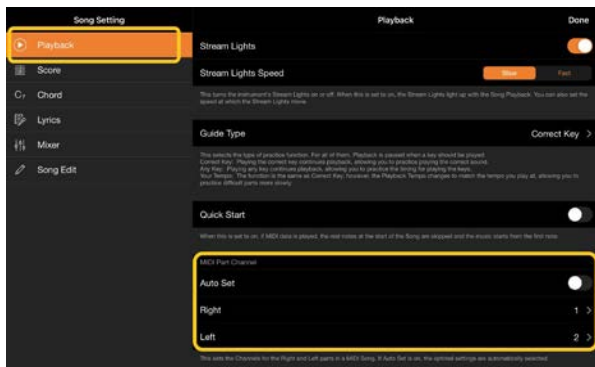 Song Setting
Playback
Done
Playback
Score
Chord
Lyrics
Mixer
Song Edit
Stream Lights
Stream Lights Speed
Slow
Fast
This turns the instrument's Stream Lights on or off. When this is set to on, the Stream Lights light up with the Song Playback. You can also set the
speed at which the Stream Lights move.
Guide Type
Correct Key >
This selects the type of practice function. For all of them, Playback is paused when a key should be played.
Correct Key: Playing the correct key continues playback, allowing you to practice playing the correct sound.
Any Key: Playing any key continues playback, allowing you to practice the timing for playing the keys.
Your Tempo: The function is the same as Correct Key; however, the Playback Tempo changes to match the tempo you play at, allowing you to
practice difficult parts more slowly.
Quick Start
When this is set to on, if MIDI data is played, the rest notes at the start of the Song are skipped and the music starts from the first note.
MIDI Part Channel
Auto Set
Right
1 >
Left
2 >
This sets the Channels for the Right and Left parts in a MIDI Song. If Auto Set is on, the optimal settings are automatically selected